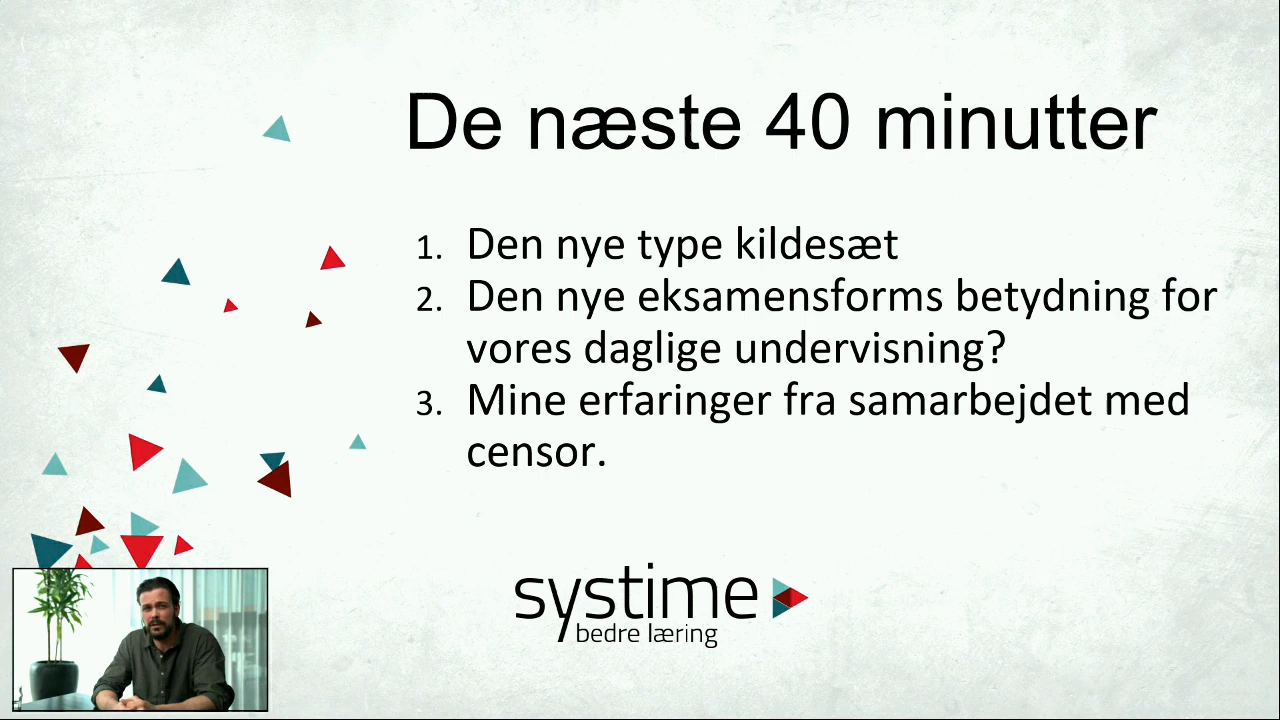 De næste 40 minutter
1. Den nye type kildesæt
2. Den nye eksamensforms betydning for
vores daglige undervisning?
3. Mine erfaringer fra samarbejdet med
censor.
systime
bedre læring